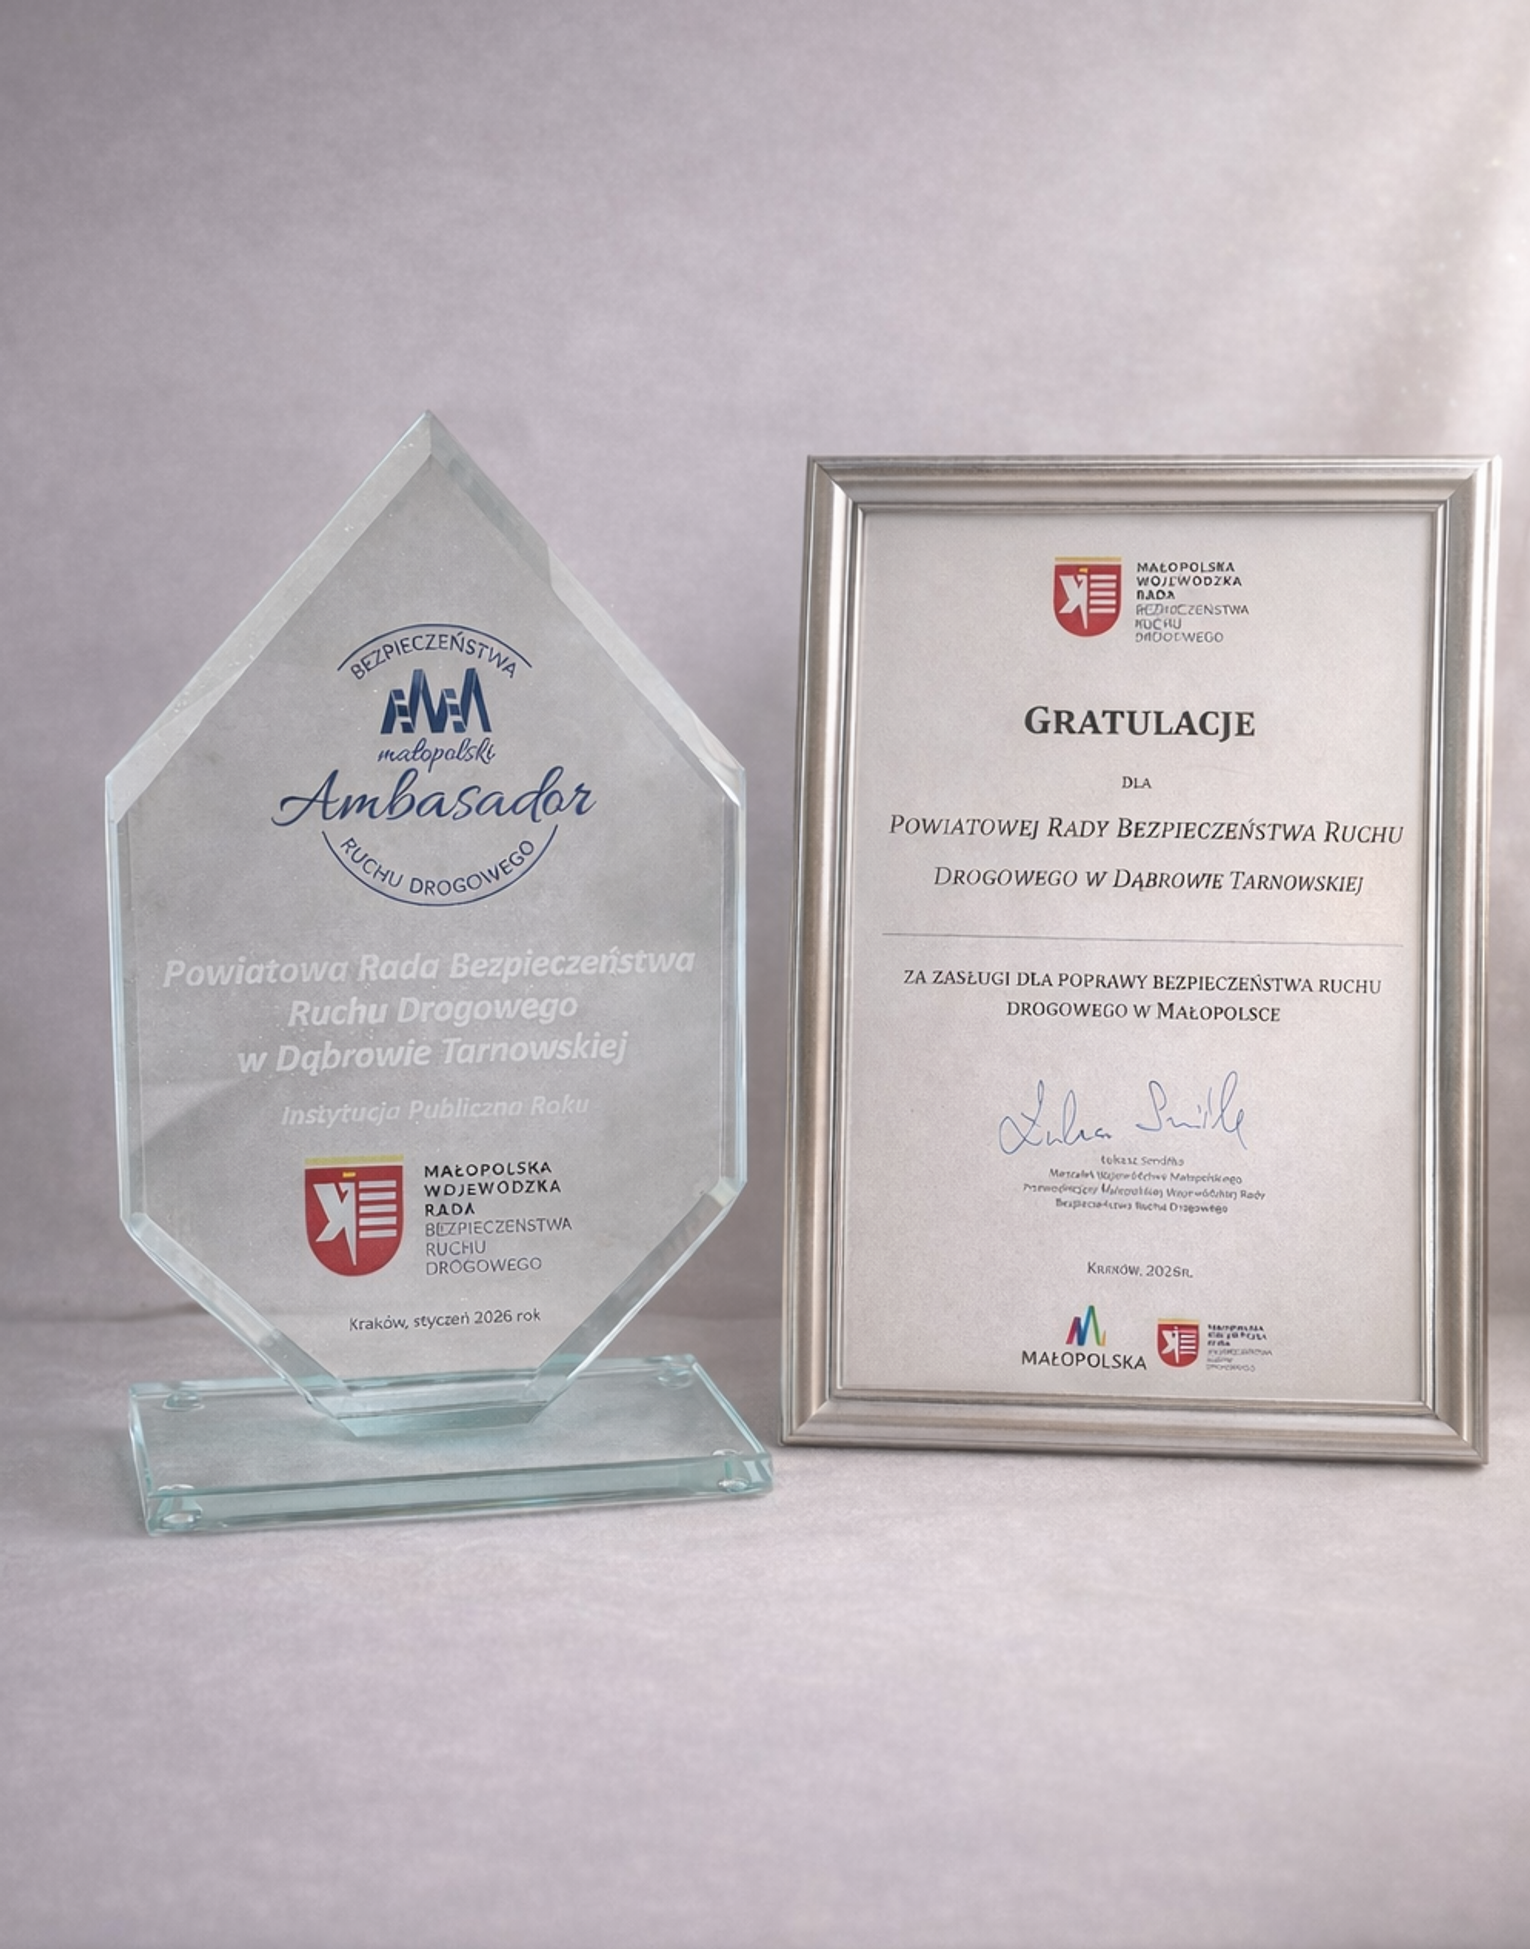 BEZPIECZEŃSTWA
małopolski
Ambasador
RUCHU DROGOWEGO
Powiatowa Rada Bezpieczeństwa
Ruchu Drogowego
w Dąbrowie Tarnowskiej
Instytucja Publiczna Roku
MAŁOPOLSKA
WOJEWODZKA
RADA
BEZPIECZEŃSTWA
RUCHU
DROGOWEGO
Kraków, styczeń 2026 rok
MAŁOPOLSKA
WOJEWODZKA
RADA
RUCHU
GRATULACJE
DLA
POWIATOWEJ RADY BEZPIECZEŃSTWA RUCHU
DROGOWEGO W DĄBROWIE TARNOWSKIEJ
ZA ZASŁUGI DLA POPRAWY BEZPIECZEŃSTWA RUCHU
DROGOWEGO W MAŁOPOLSCE
KRAKÓW,
MAŁOPOLSKA